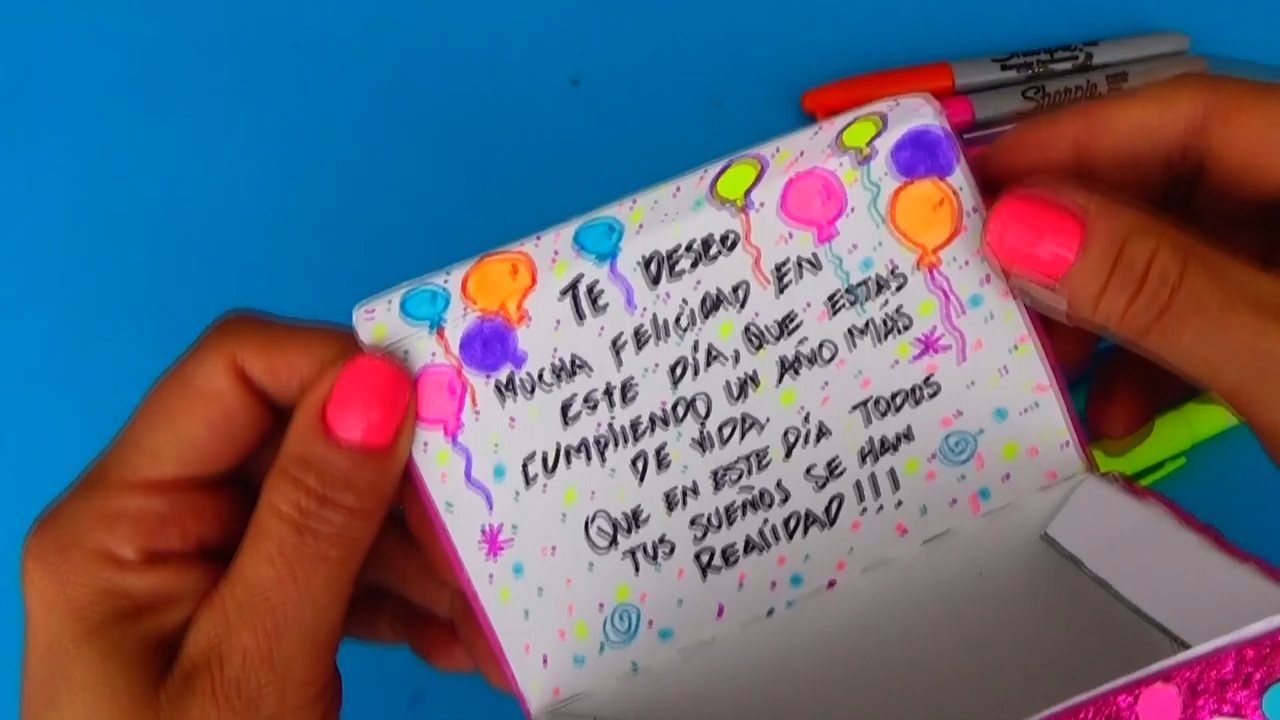 Sharpie
Sharpie
TE DESEO
MUCHA FELICIDAD EN
ESTE DÍA, QUE ESTÁS
CUMPLIENDO UN AÑO MÁS
DE VIDA.
QUE EN ESTE DÍA TODOS
TUS SUEÑOS SE HAN
REALIDAD!!!